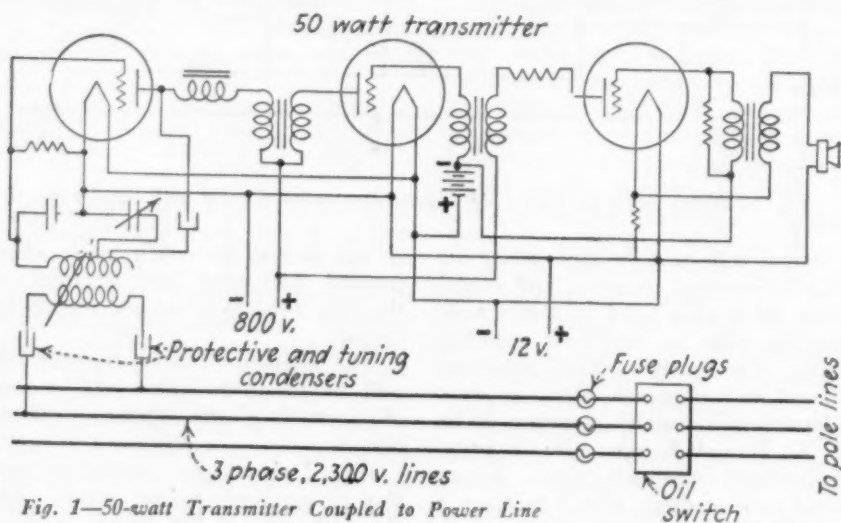 50 watt transmitter
-
+
-
+
800 v.
-
+
12 v.
Protective and tuning
condensers
Fuse plugs
3 phase, 2,300 v. lines
Oil
switch
To pole lines
Fig. 1—50-watt Transmitter Coupled to Power Line